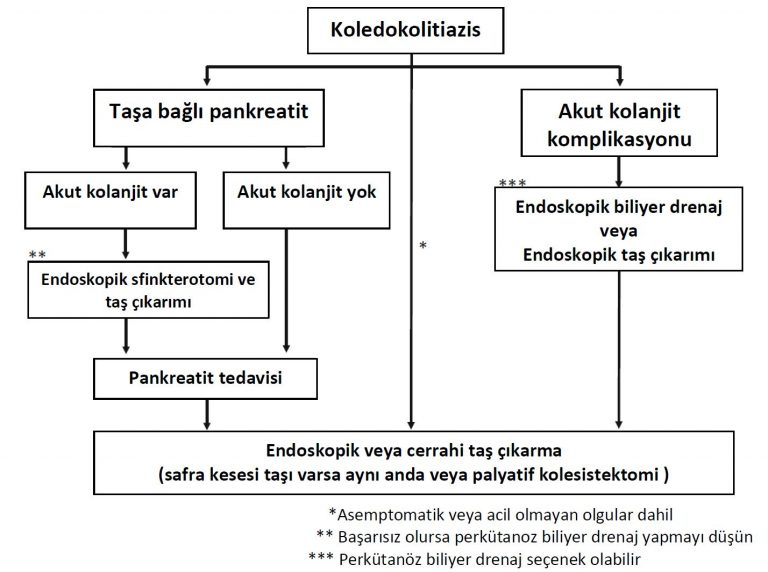 Koledokolitiazis
Taşa bağlı pankreatit
Akut kolanjit
komplikasyonu
Akut kolanjit var
Akut kolanjit yok
***
Endoskopik biliyer drenaj
veya
Endoskopik taş çıkarımı
*
**
Endoskopik sfinkterotomi ve
taş çıkarımı
Pankreatit tedavisi
Endoskopik veya cerrahi taş çıkarma
(safra kesesi taşı varsa aynı anda veya palyatif kolesistektomi )
*Asemptomatik veya acil olmayan olgular dahil
** Başarısız olursa perkütanoz biliyer drenaj yapmayı düşün
*** Perkütanöz biliyer drenaj seçenek olabilir